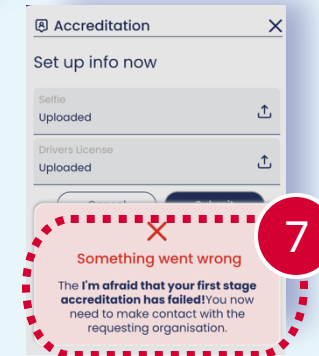 Accreditation
Set up info now
Selfie
Uploaded
Drivers License
Uploaded
7
Something went wrong
The I'm afraid that your first stage
accreditation has failed!You now
need to make contact with the
requesting organisation.